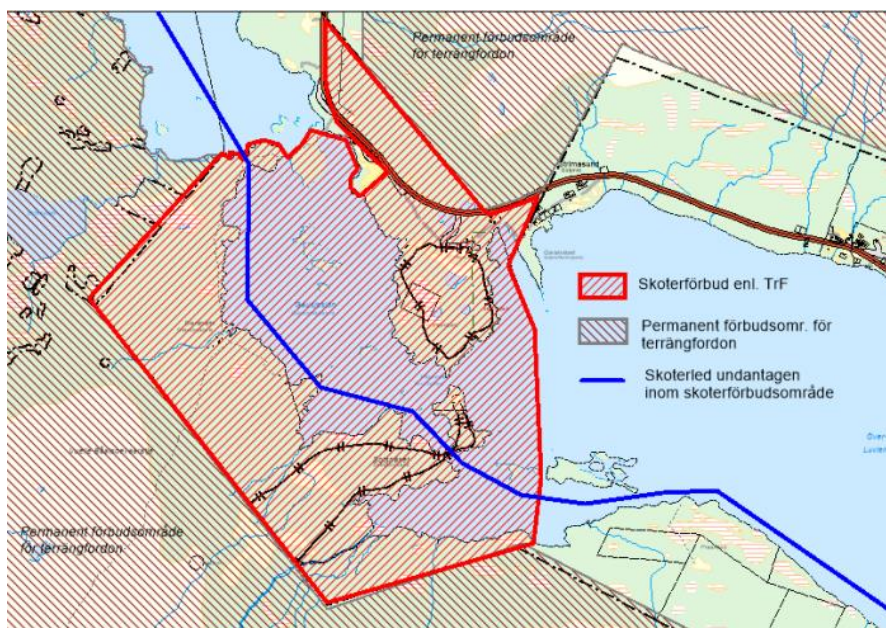 Permanent förbudsområde
för terrängfordon
Strimasund
Skoterförbud enl. TrF
Permanent förbudsomr. för
terrängfordon
Skoterled undantagen
inom skoterförbudsområde
Permanent förbudsområde
för terrängfordon